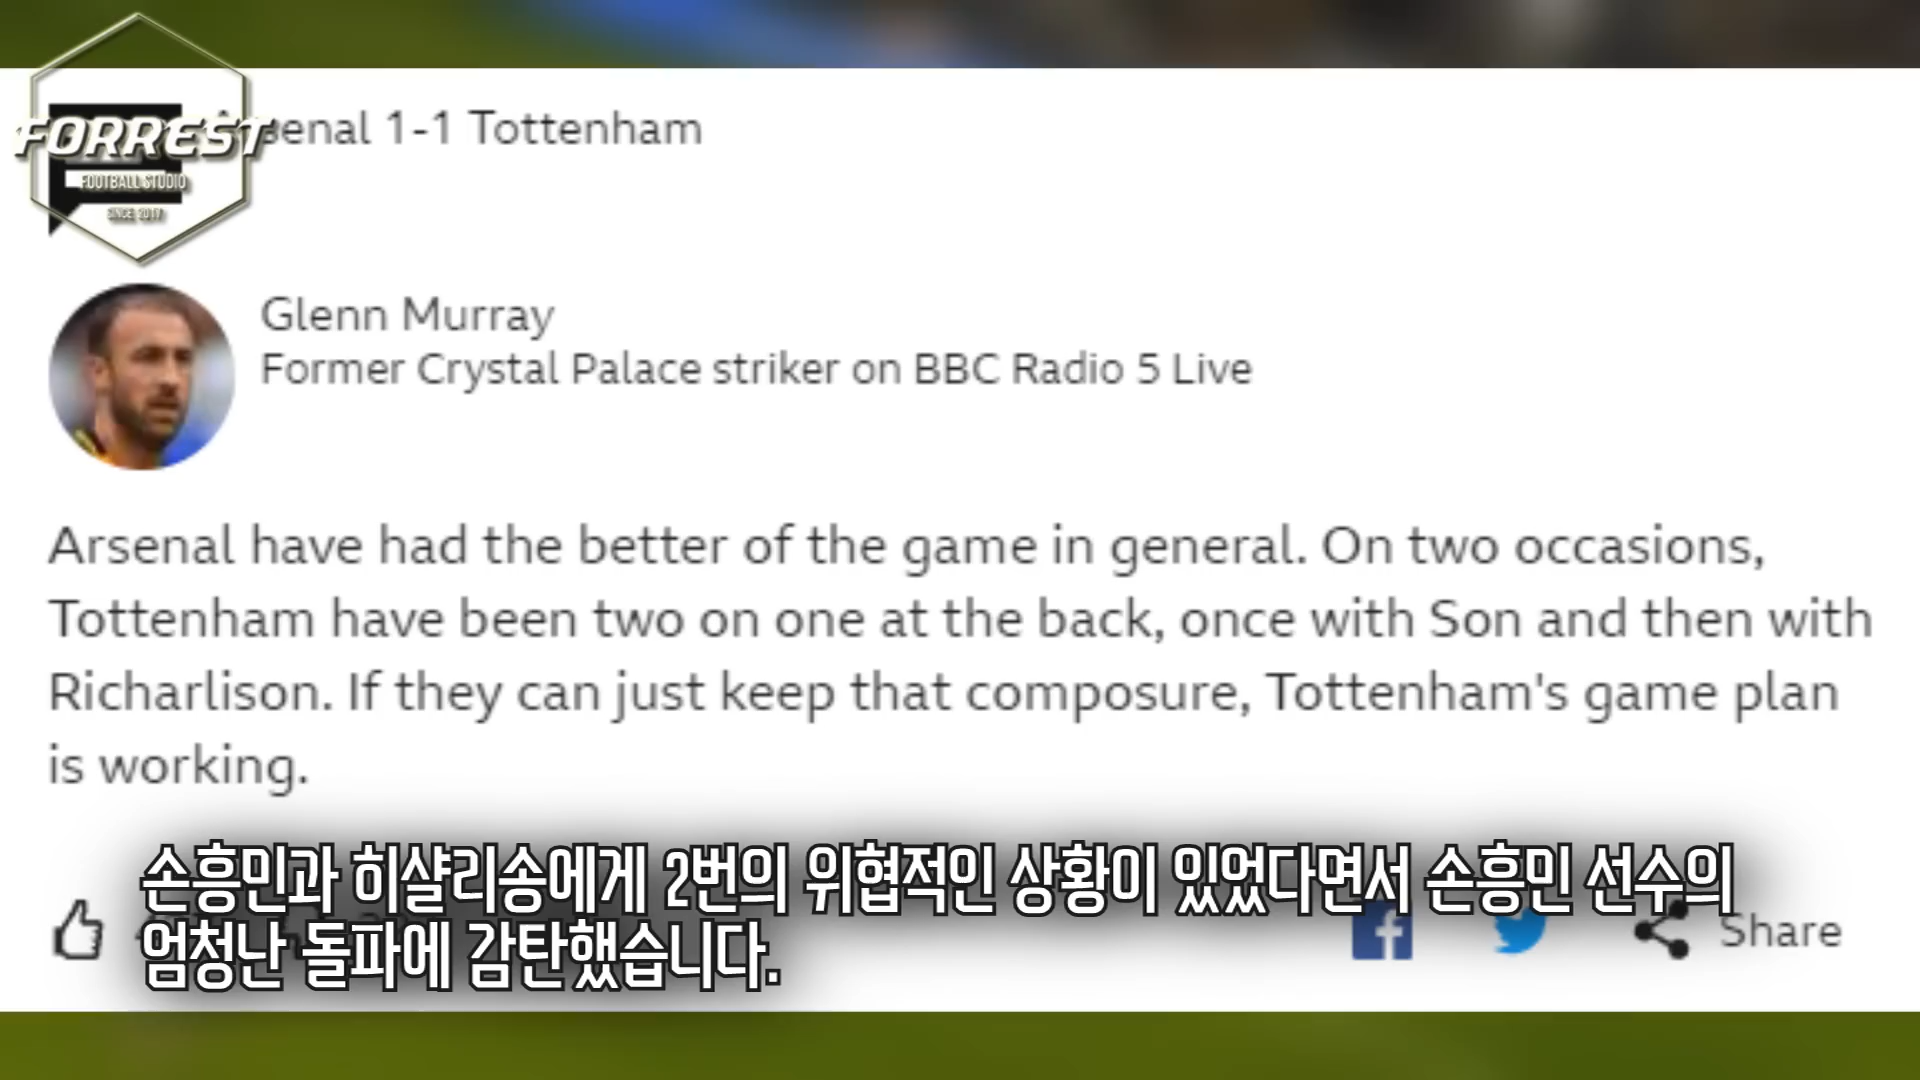 FORREST
FOOTBALL STUDIO
SINCE 2017
senal 1-1 Tottenham
Glenn Murray
Former Crystal Palace striker on BBC Radio 5 Live
Arsenal have had the better of the game in general. On two occasions,
Tottenham have been two on one at the back, once with Son and then with
Richarlison. If they can just keep that composure, Tottenham's game plan
is working.
손흥민과 히샬리송에게 2번의 위협적인 상황이 있었다면서 손흥민 선수의
엄청난 돌파에 감탄했습니다.
Share